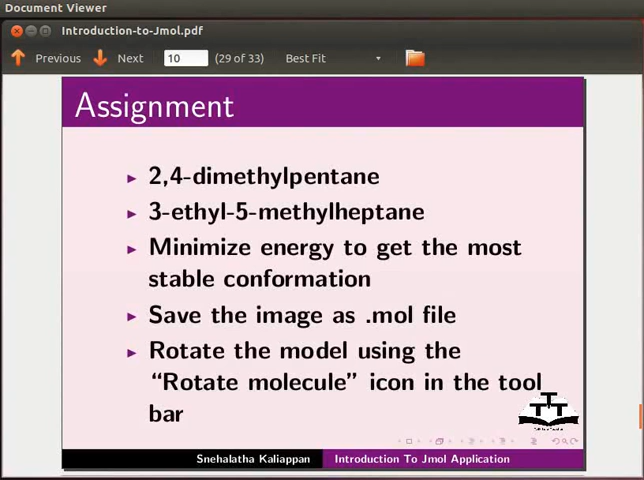 Document Viewer
Introduction-to-Jmol.pdf
Previous Next 10 (29 of 33) Best Fit
Assignment
2,4-dimethylpentane
3-ethyl-5-methylheptane
Minimize energy to get the most
stable conformation
Save the image as .mol file
Rotate the model using the
“Rotate molecule” icon in the tool
bar
Snehalatha Kaliappan Introduction To Jmol Application